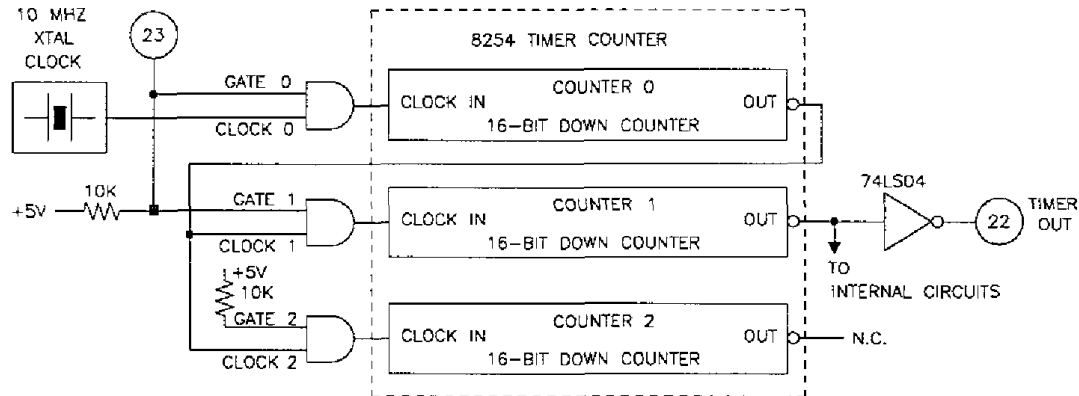 10 MHZ
XTAL
CLOCK
23
8254 TIMER COUNTER
GATE 0
CLOCK 0
CLOCK IN
COUNTER 0
OUT
16-BIT DOWN COUNTER
+5V
10K
GATE 1
CLOCK 1
CLOCK IN
COUNTER 1
OUT
16-BIT DOWN COUNTER
74LS04
22
TIMER
OUT
TO
INTERNAL CIRCUITS
+5V
10K
GATE 2
CLOCK 2
CLOCK IN
COUNTER 2
OUT
16-BIT DOWN COUNTER
N.C.